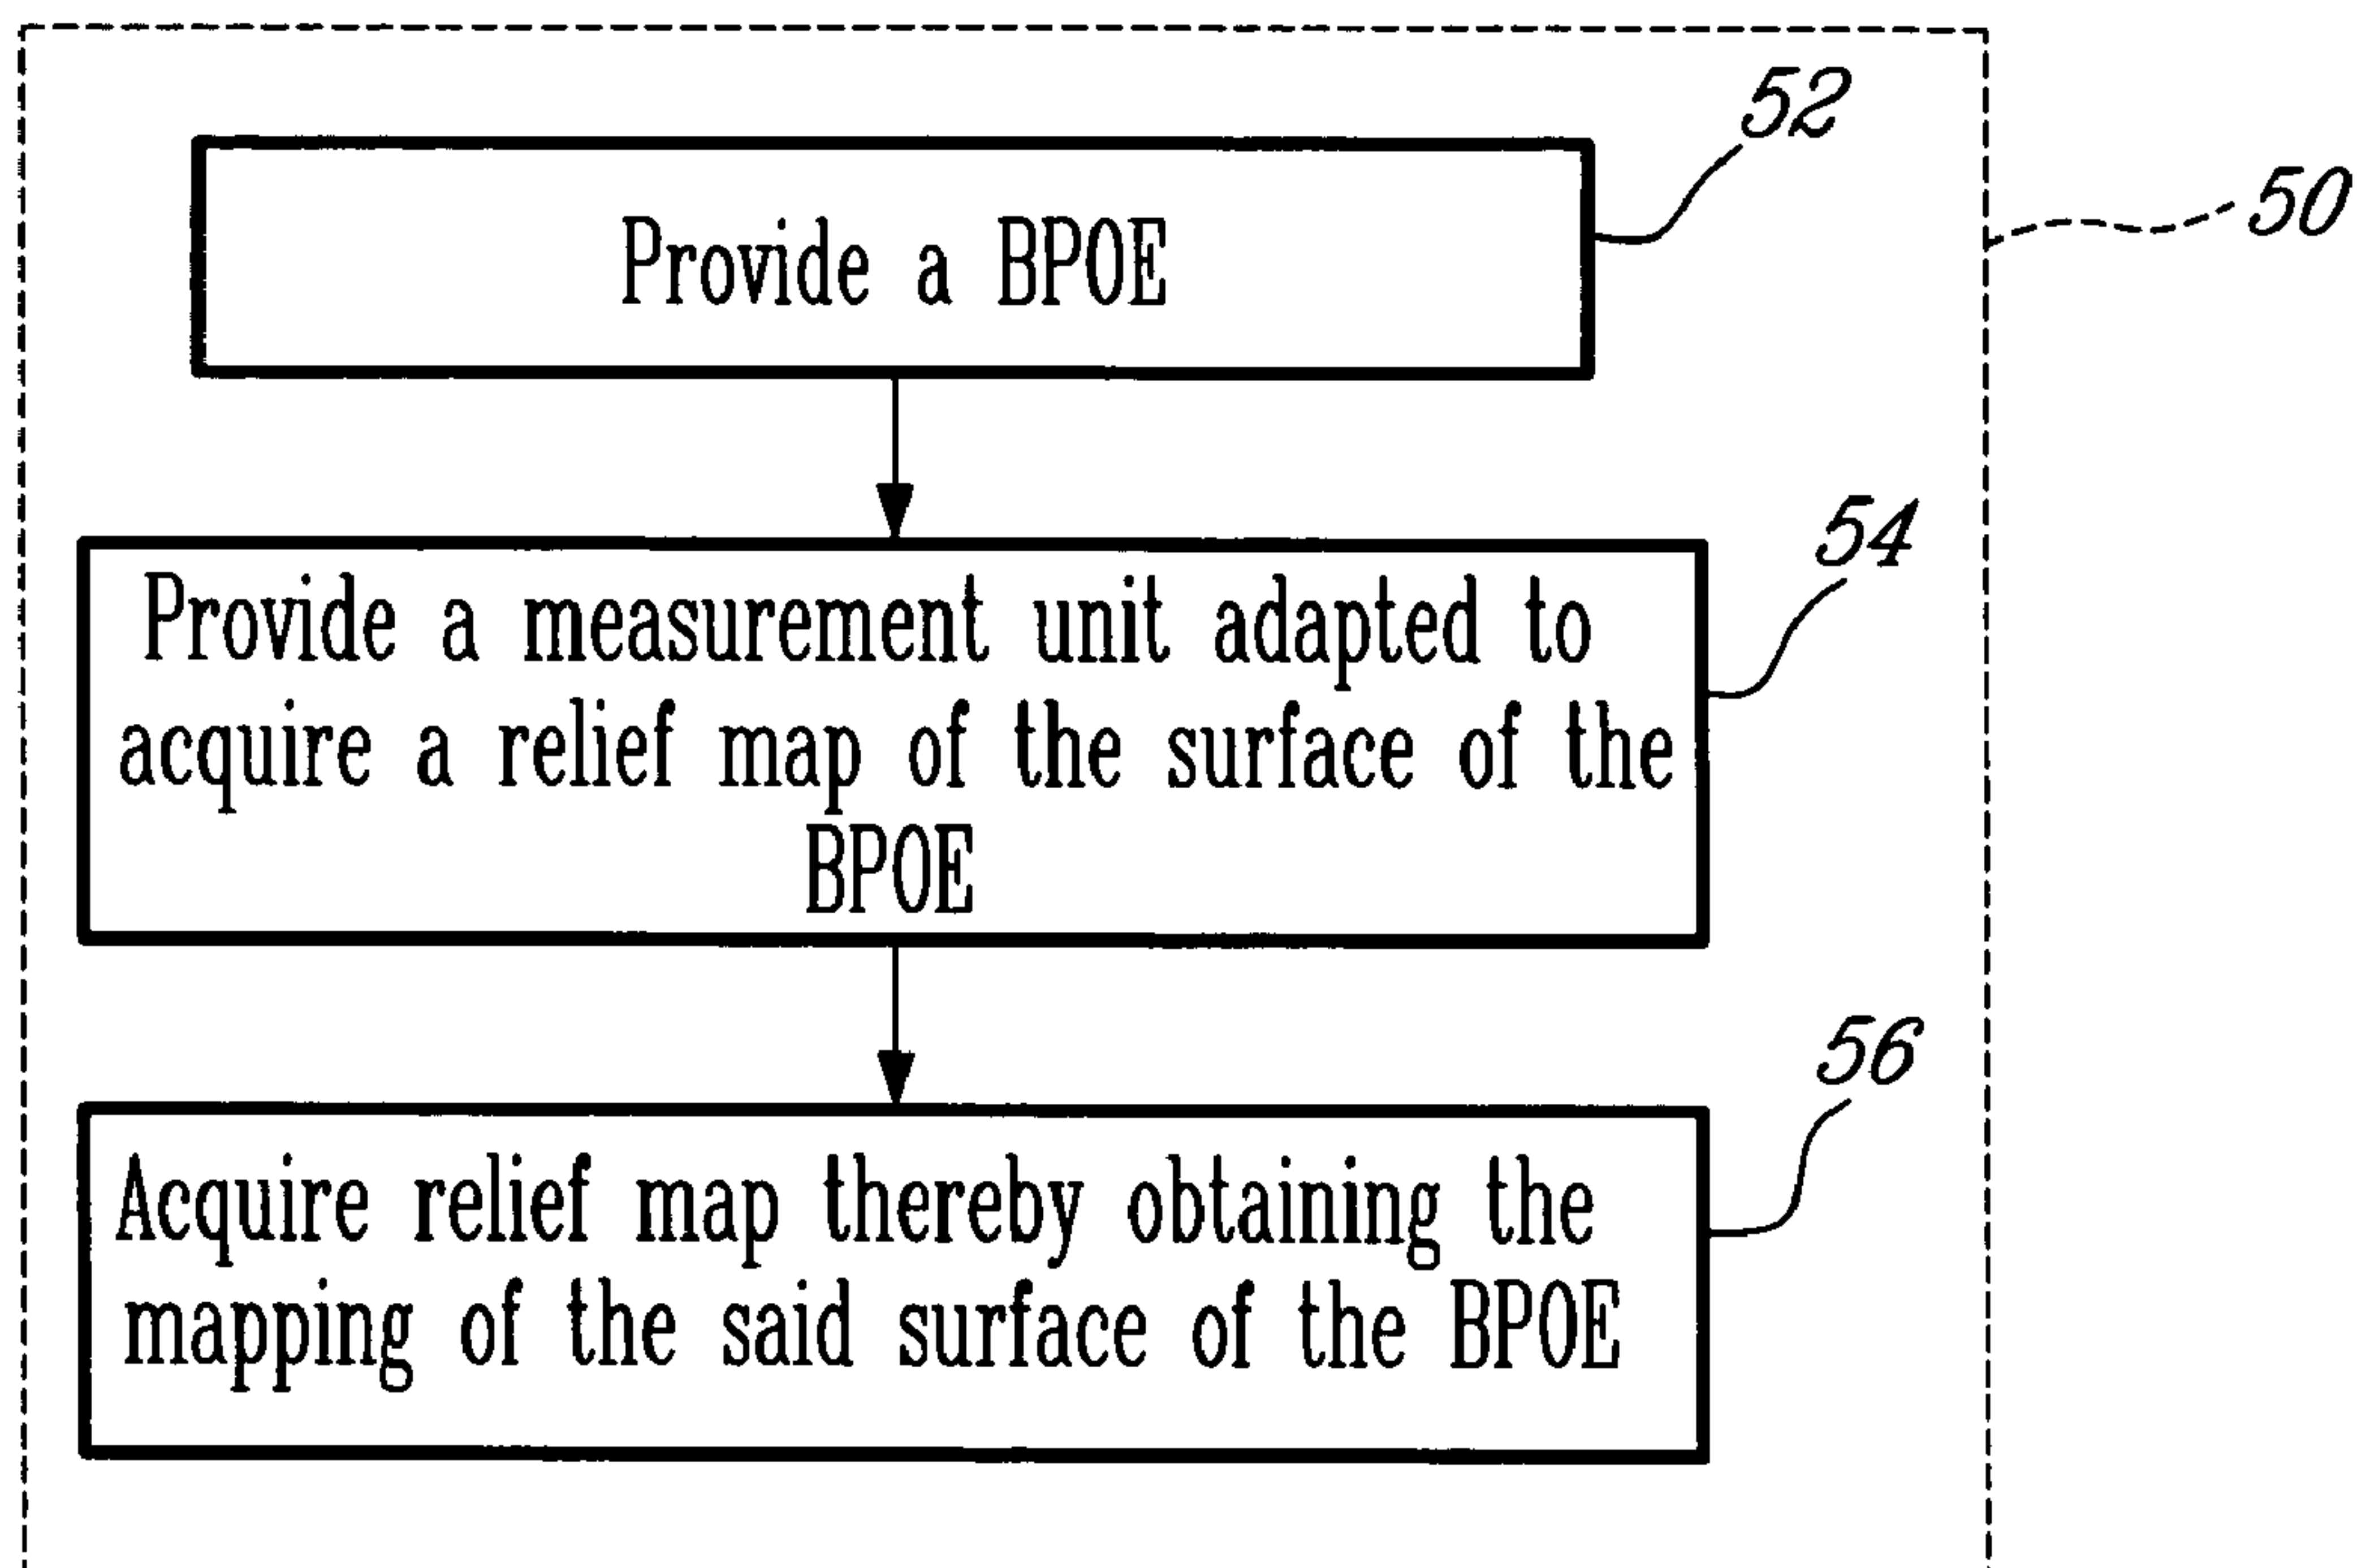 52
50
Provide a BPOE
54
Provide a measurement unit adapted to
acquire a relief map of the surface of the
BPOE
56
Acquire relief map thereby obtaining the
mapping of the said surface of the BPOE